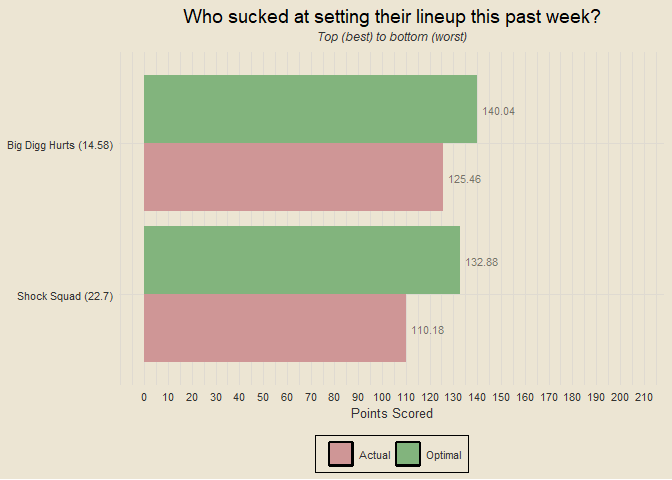 Who sucked at setting their lineup this past week?
Top (best) to bottom (worst)
140.04
Big Digg Hurts (14.58)
125.46
132.88
Shock Squad (22.7)
110.18
0 10 20 30 40 50 60 70 80 90 100 110 120 130 140 150 160 170 180 190 200 210
Points Scored
Actual Optimal